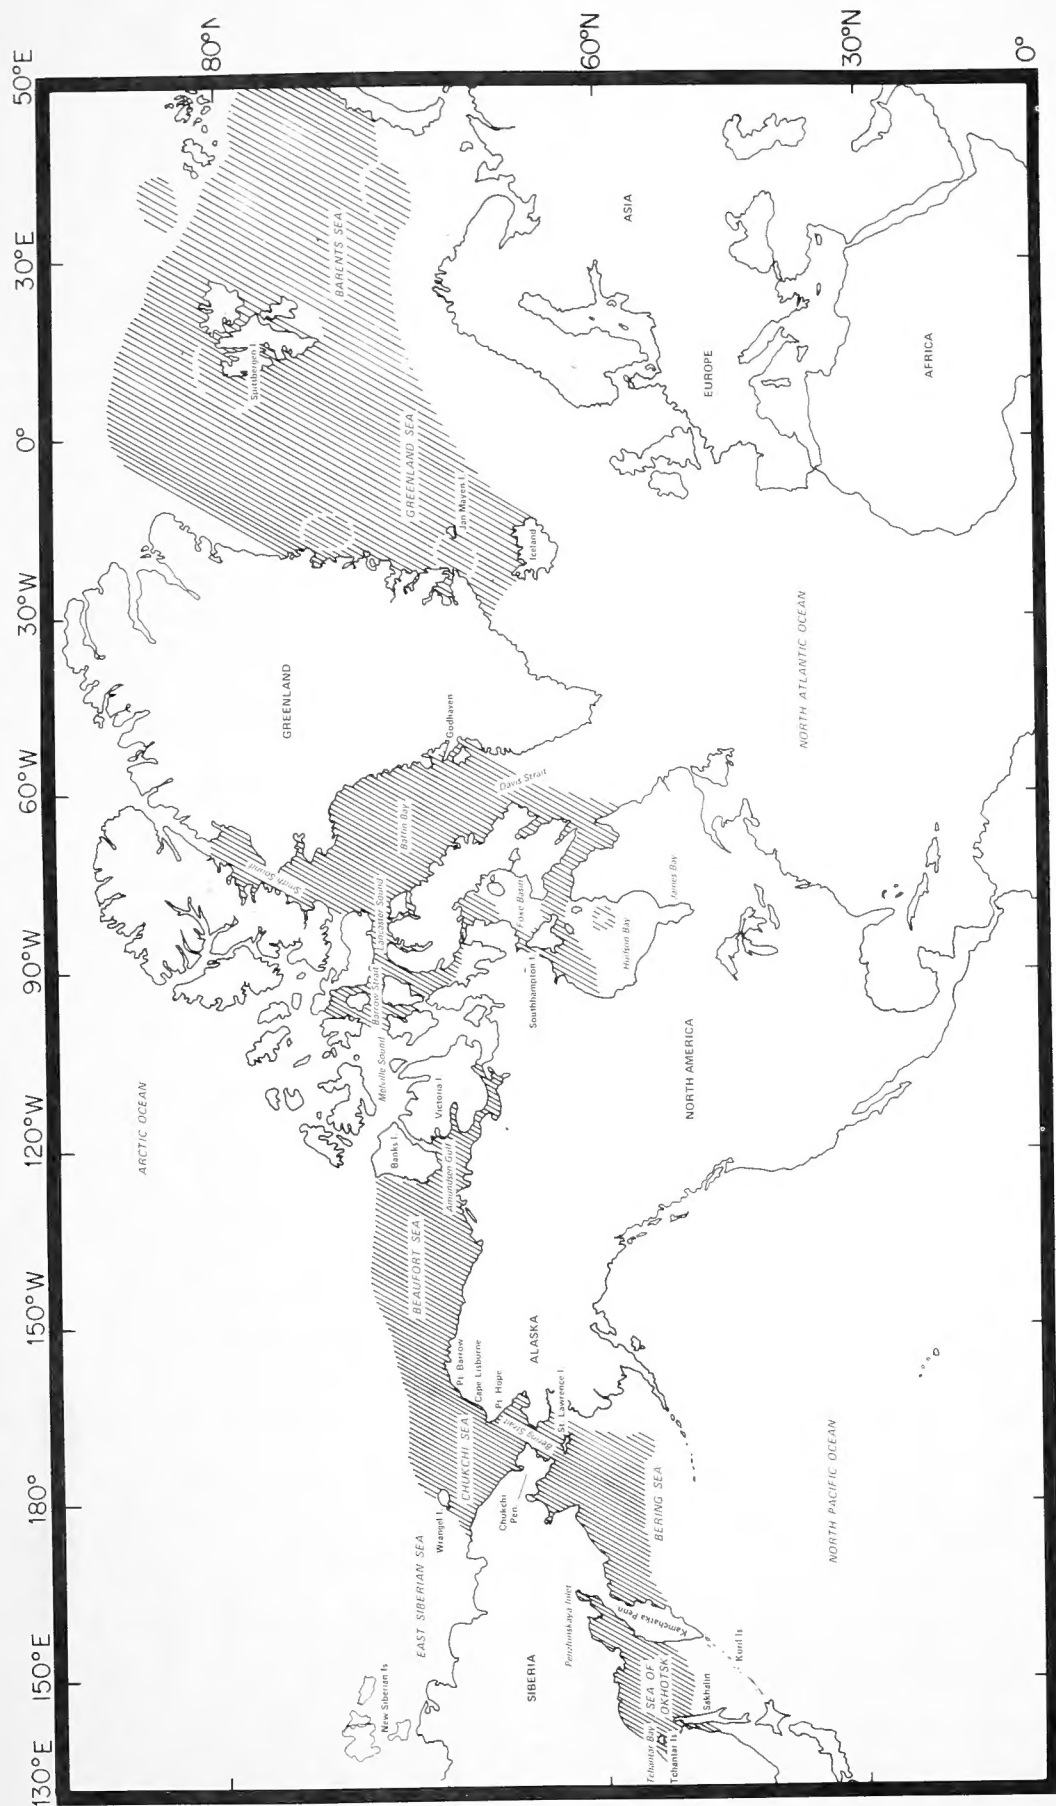 130°E
150°E
180°
150°W
120°W
90°W
60°W
30°W
0°
30°E
50°E
80°N
60°N
30°N
0°
ARCTIC OCEAN
GREENLAND
Smith Sound
Baffin Bay
Godhaven
Davis Strait
GREENLAND SEA
Jan Mayen I
Iceland
Spitsbergen I.
BARENTS SEA
New Siberian Is
EAST SIBERIAN SEA
Wrangel I.
CHUKCHI SEA
BEAUFORT SEA
Banks I.
Amundsen Gulf
Victoria I
Melville Sound
Barrow Strait
Lancaster Sound
Foxe Basin
Southhampton I
Hudson Bay
James Bay
SIBERIA
Penzhinskaya Inlet
Chukchi
Pen.
Bering Strait
Pt Barrow
Cape Lisburne
Pt Hope
ALASKA
St. Lawrence I.
BERING SEA
Kamchatka Penn
SEA OF
OKHOTSK
Tchantar Bay
Tchantar Is
Sakhalin
Kuril Is
NORTH AMERICA
EUROPE
ASIA
AFRICA
NORTH PACIFIC OCEAN
NORTH ATLANTIC OCEAN